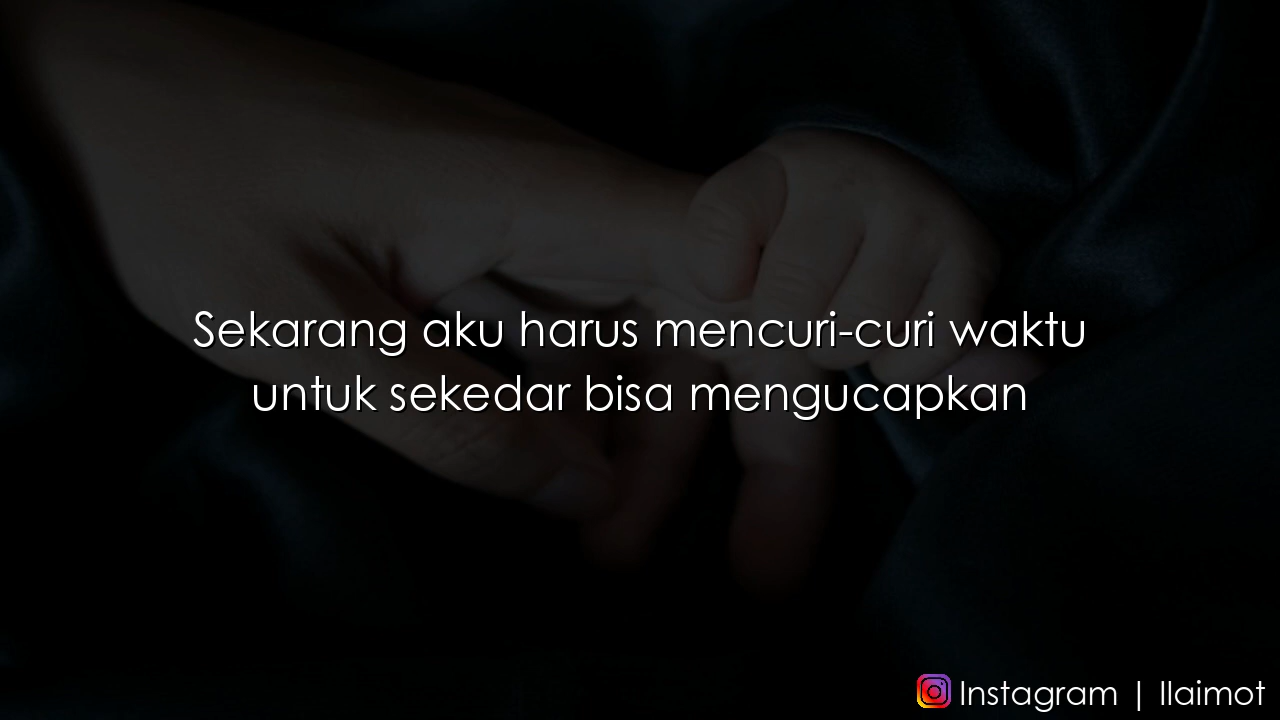 Sekarang aku harus mencuri-curi waktu
untuk sekedar bisa mengucapkan
Instagram | Ilaimot